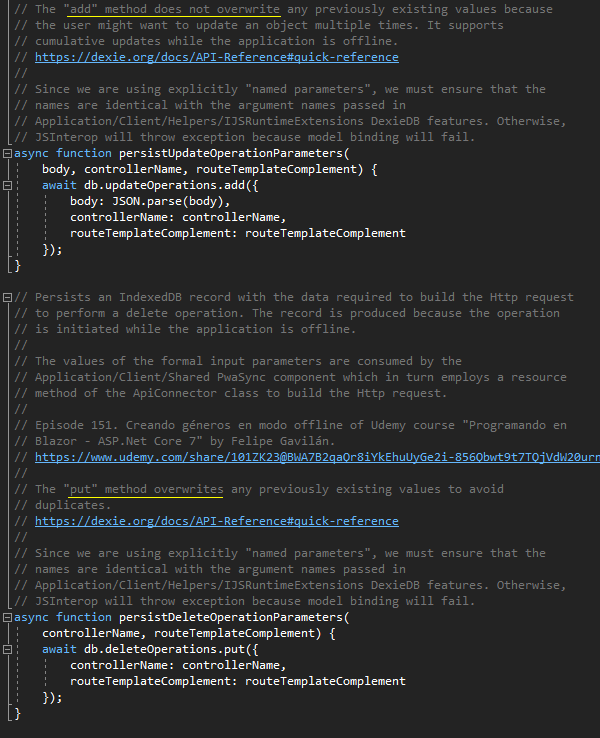 // The "add" method does not overwrite any previously existing values because
// the user might want to update an object multiple times. It supports
// cumulative updates while the application is offline.
// https://dexie.org/docs/API-Reference#quick-reference
//
// Since we are using explicitly "named parameters", we must ensure that the
// names are identical with the argument names passed in
// Application/Client/Helpers/IJSRuntimeExtensions DexieDB features. Otherwise,
// JSInterop will throw exception because model binding will fail.
async function persistUpdateOperationParameters(
body, controllerName, routeTemplateComplement) {
await db.updateOperations.add({
body: JSON.parse(body),
controllerName: controllerName,
routeTemplateComplement: routeTemplateComplement
});
}
// Persists an IndexedDB record with the data required to build the Http request
// to perform a delete operation. The record is produced because the operation
// is initiated while the application is offline.
//
// The values of the formal input parameters are consumed by the
// Application/Client/Shared PwaSync component which in turn employs a resource
// method of the ApiConnector class to build the Http request.
//
// Episode 151. Creando géneros en modo offline of Udemy course "Programando en
// Blazor - ASP.Net Core 7" by Felipe Gavilán.
// https://www.udemy.com/share/101ZK23@BWA7B2qaQr8iYkEhuUyGe2i-856Qbwt9t7TQjVdW20urn
//
// The "put" method overwrites any previously existing values to avoid
// duplicates.
// https://dexie.org/docs/API-Reference#quick-reference
//
// Since we are using explicitly "named parameters", we must ensure that the
// names are identical with the argument names passed in
// Application/Client/Helpers/IJSRuntimeExtensions DexieDB features. Otherwise,
// JSInterop will throw exception because model binding will fail.
async function persistDeleteOperationParameters(
controllerName, routeTemplateComplement) {
await db.deleteOperations.put({
controllerName: controllerName,
routeTemplateComplement: routeTemplateComplement
});
}